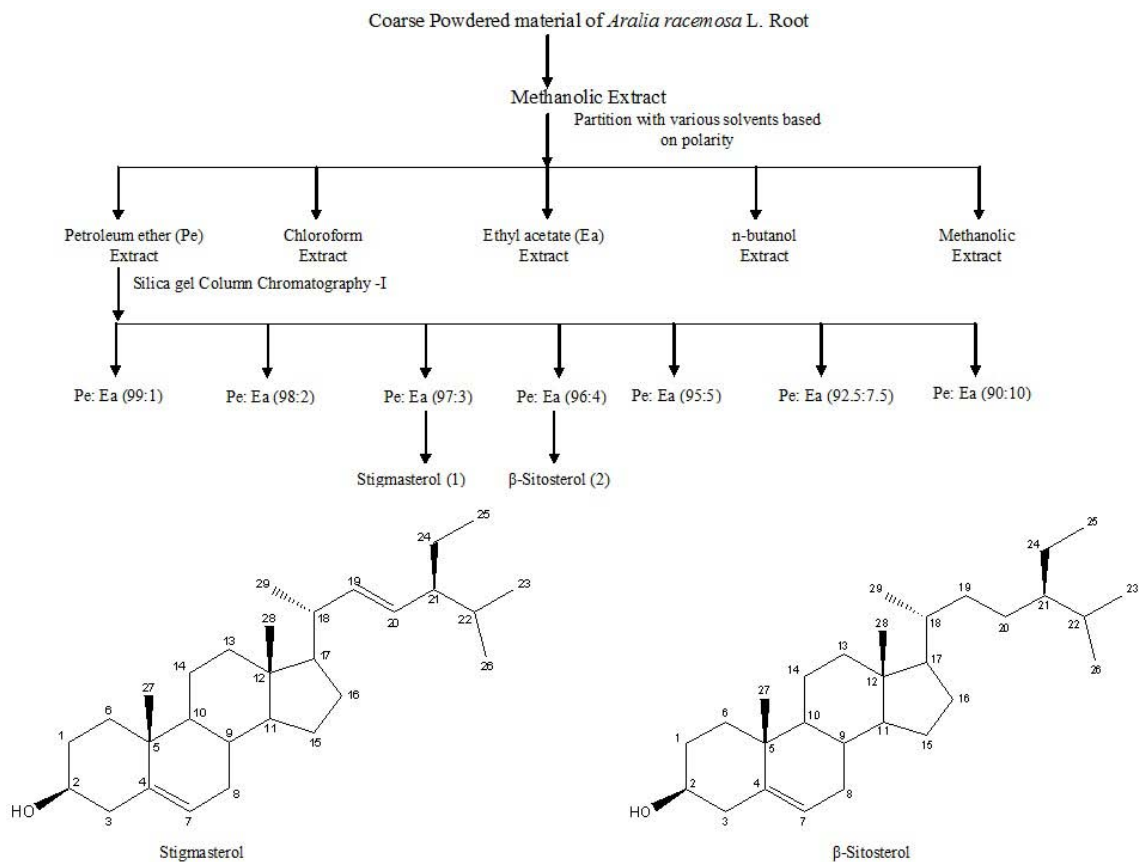 Coarse Powdered material of Aralia racemosa L. Root
Methanolic Extract
Partition with various solvents based
on polarity
Petroleum ether (Pe)
Extract
Chloroform
Extract
Ethyl acetate (Ea)
Extract
n-butanol
Extract
Methanolic
Extract
Silica gel Column Chromatography -I
Pe: Ea (99:1)
Pe: Ea (98:2)
Pe: Ea (97:3)
Pe: Ea (96:4)
Pe: Ea (95:5)
Pe: Ea (92.5:7.5)
Pe: Ea (90:10)
Stigmasterol (1)
β-Sitosterol (2)
25
24
29
19
23
21
18
20
22
28
26
13
17
14
12
16
27
6
10
11
15
1
5
9
2
4
8
HO
3
7
Stigmasterol
25
24
29
19
23
21
18
20
22
28
26
13
17
14
12
16
27
6
10
11
15
1
5
9
2
4
8
HO
3
7
β-Sitosterol